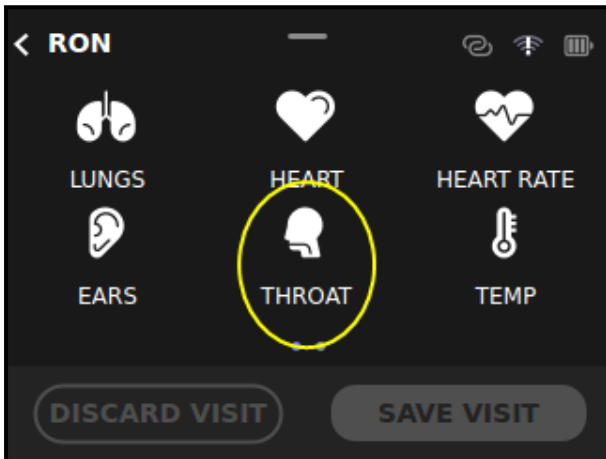 RON
LUNGS HEART HEART RATE
EARS THROAT TEMP
DISCARD VISIT SAVE VISIT